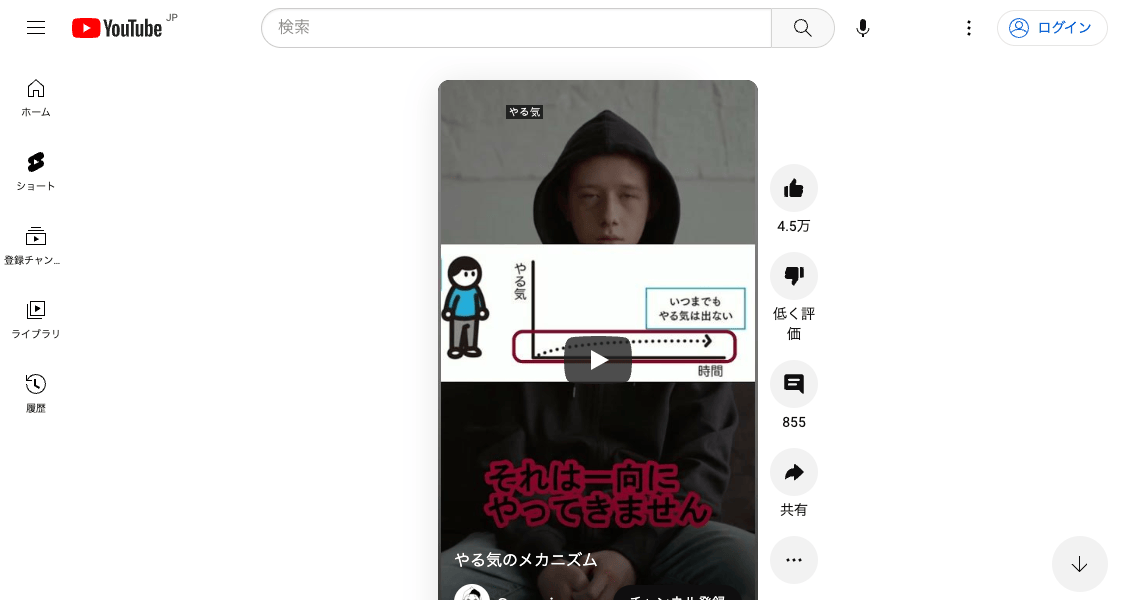 YouTube JP
検索
ログイン
ホーム
ショート
登録チャン...
ライブラリ
履歴
やる気
やる気
いつまでも
やる気は出ない
時間
それは一向に
やってきません
やる気のメカニズム
チャンネル登録
4.5万
低く評
価
855
共有